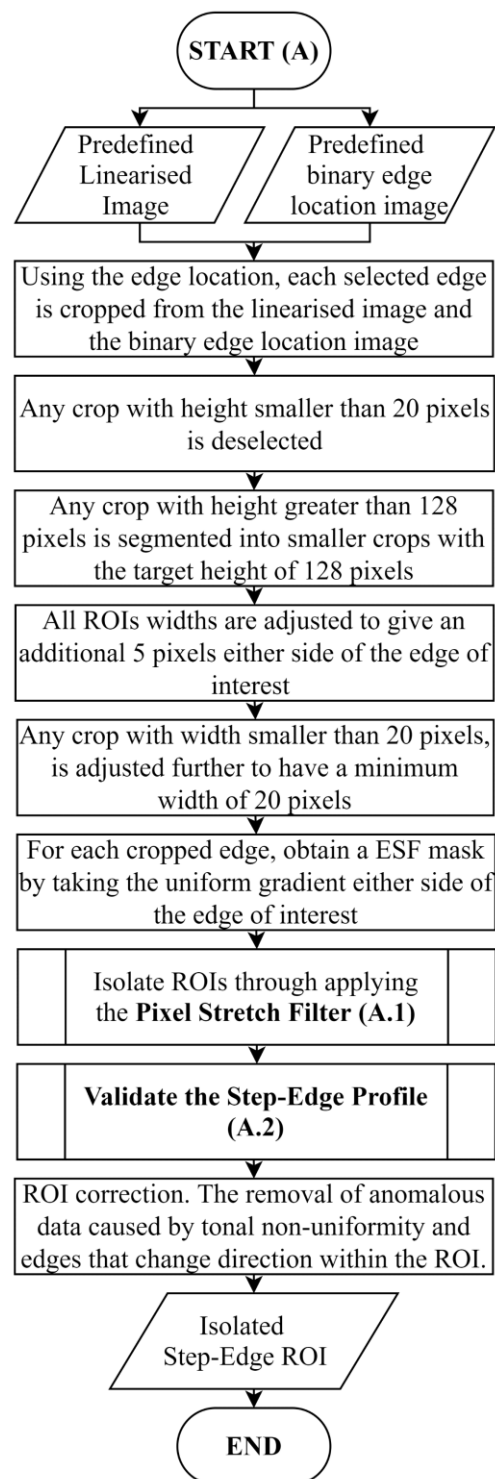 START (A)
Predefined
Linearised
Image
Predefined
binary edge
location image
Using the edge location, each selected edge
is cropped from the linearised image and
the binary edge location image
Any crop with height smaller than 20 pixels
is deselected
Any crop with height greater than 128
pixels is segmented into smaller crops with
the target height of 128 pixels
All ROIs widths are adjusted to give an
additional 5 pixels either side of the edge of
interest
Any crop with width smaller than 20 pixels,
is adjusted further to have a minimum
width of 20 pixels
For each cropped edge, obtain a ESF mask
by taking the uniform gradient either side of
the edge of interest
Isolate ROIs through applying
the Pixel Stretch Filter (A.1)
Validate the Step-Edge Profile
(A.2)
ROI correction. The removal of anomalous
data caused by tonal non-uniformity and
edges that change direction within the ROI.
Isolated
Step-Edge ROI
END